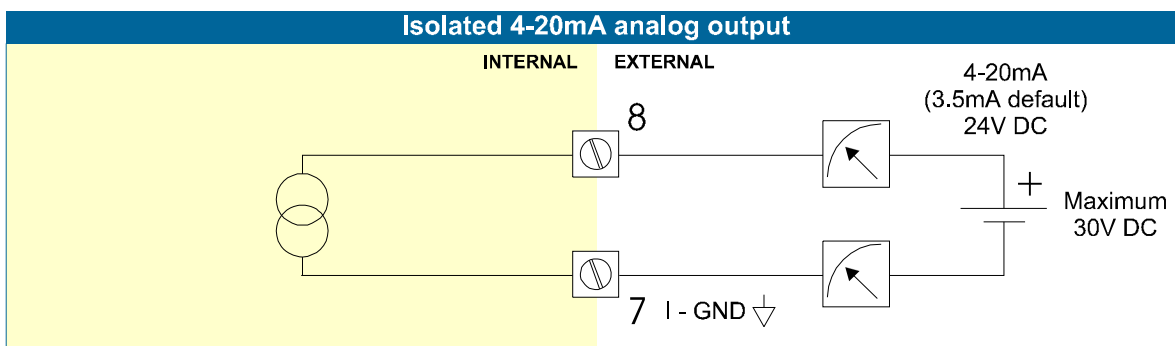 Isolated 4-20mA analog output
INTERNAL EXTERNAL
4-20mA
(3.5mA default)
24V DC
8
+
Maximum
30V DC
7 I - GND